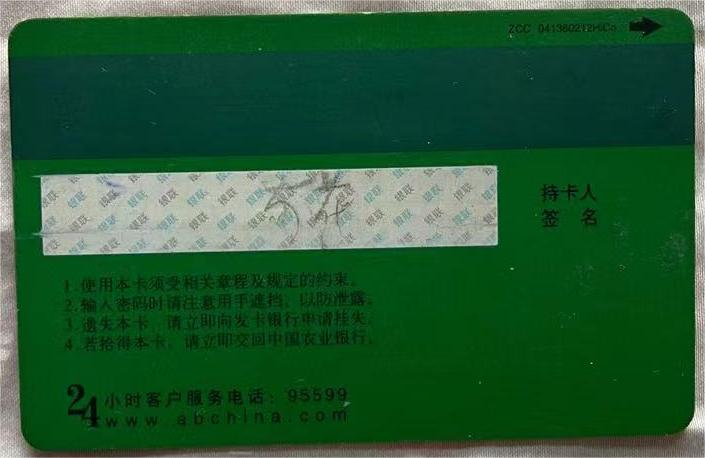 ZCC 041360212HiCo
持卡人
签 名
1.使用本卡须受相关章程及规定的约束。
2.输入密码时请注意用手遮挡，以防泄露。
3.遗失本卡，请立即向发卡银行申请挂失。
4.若拾得本卡，请立即交回中国农业银行。
24小时客户服务电话：95599
www.abchina.com